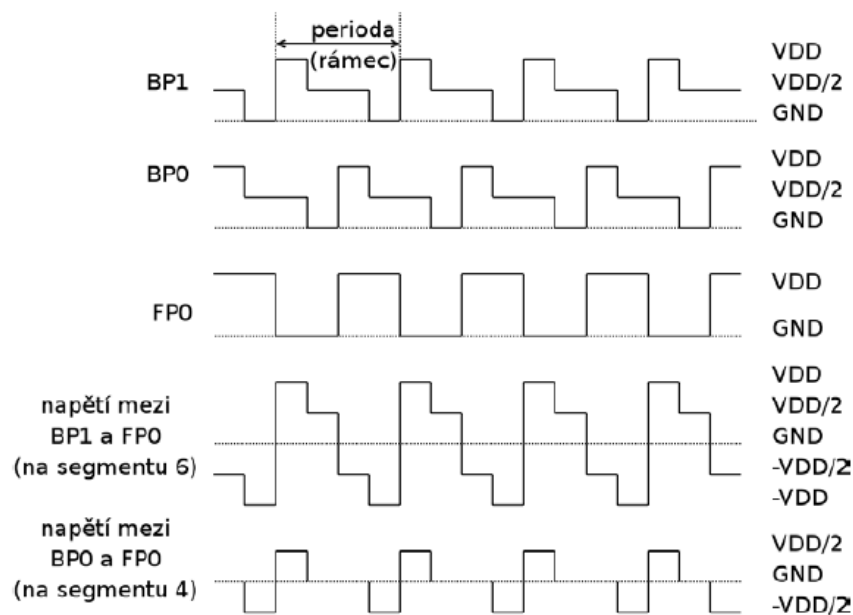 perioda
(rámec)
BP1
VDD
VDD/2
GND
BP0
VDD
VDD/2
GND
FP0
VDD
GND
napětí mezi
BP1 a FP0
(na segmentu 6)
VDD
VDD/2
GND
-VDD/2
-VDD
napětí mezi
BP0 a FP0
(na segmentu 4)
VDD/2
GND
-VDD/2